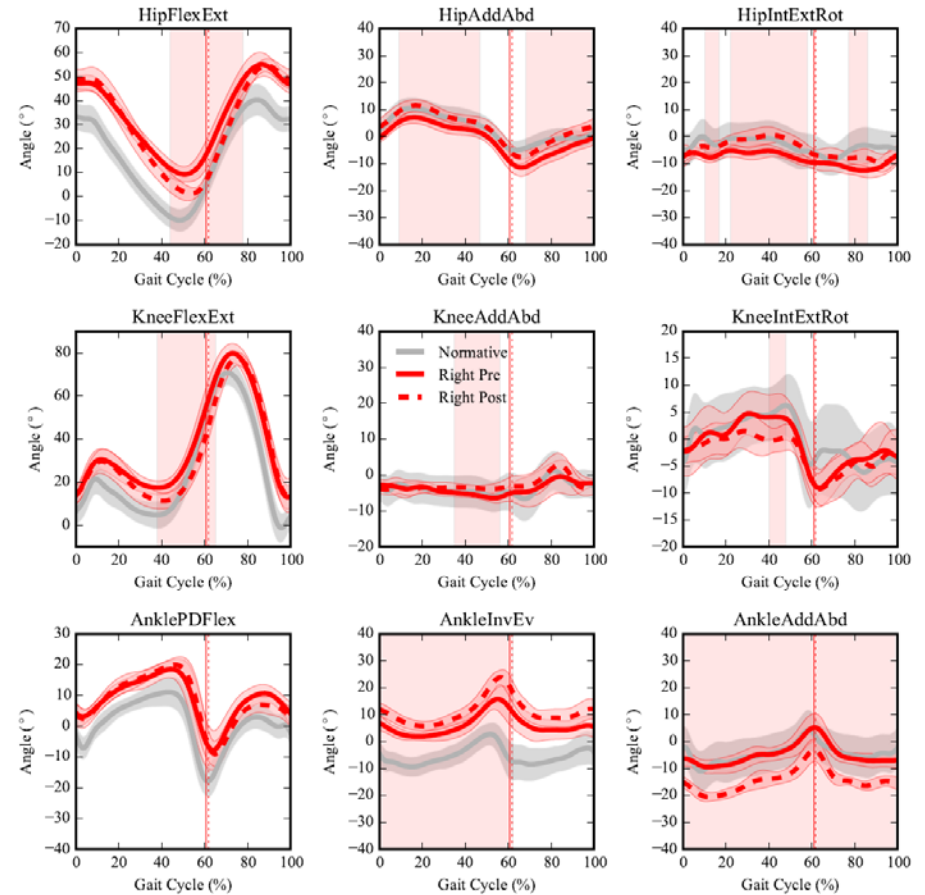 HipFlexExt
70
60
50
40
30
20
10
0
−10
−20
0 20 40 60 80 100
Angle (°)
Gait Cycle (%)
HipAddAbd
40
30
20
10
0
−10
−20
−30
−40
0 20 40 60 80 100
Angle (°)
Gait Cycle (%)
HipIntExtRot
40
30
20
10
0
−10
−20
−30
−40
0 20 40 60 80 100
Angle (°)
Gait Cycle (%)
KneeFlexExt
80
60
40
20
0
0 20 40 60 80 100
Angle (°)
Gait Cycle (%)
KneeAddAbd
40
30
20
10
0
−10
−20
Normative
Right Pre
Right Post
0 20 40 60 80 100
Angle (°)
Gait Cycle (%)
KneeIntExtRot
20
15
10
5
0
−5
−10
−15
−20
0 20 40 60 80 100
Angle (°)
Gait Cycle (%)
AnklePDFlex
30
20
10
0
−10
−20
−30
−40
0 20 40 60 80 100
Angle (°)
Gait Cycle (%)
AnkleInvEv
40
30
20
10
0
−10
−20
−30
−40
0 20 40 60 80 100
Angle (°)
Gait Cycle (%)
AnkleAddAbd
40
30
20
10
0
−10
−20
−30
−40
0 20 40 60 80 100
Angle (°)
Gait Cycle (%)